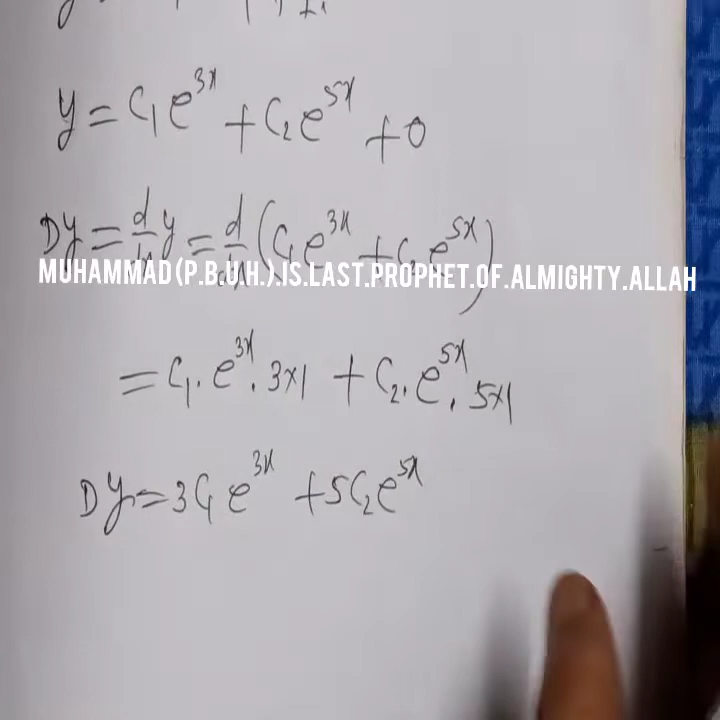 y = C₁e³ˣ + C₂e⁵ˣ + 0
Dy = d/dx y = d/dx (C₁e³ˣ + C₂e⁵ˣ)
MUHAMMAD (P.B.U.H.).IS.LAST.PROPHET.OF.ALMIGHTY.ALLAH
= C₁. e³ˣ. 3×1 + C₂. e⁵ˣ. 5×1
Dy = 3C₁e³ˣ + 5C₂e⁵ˣ